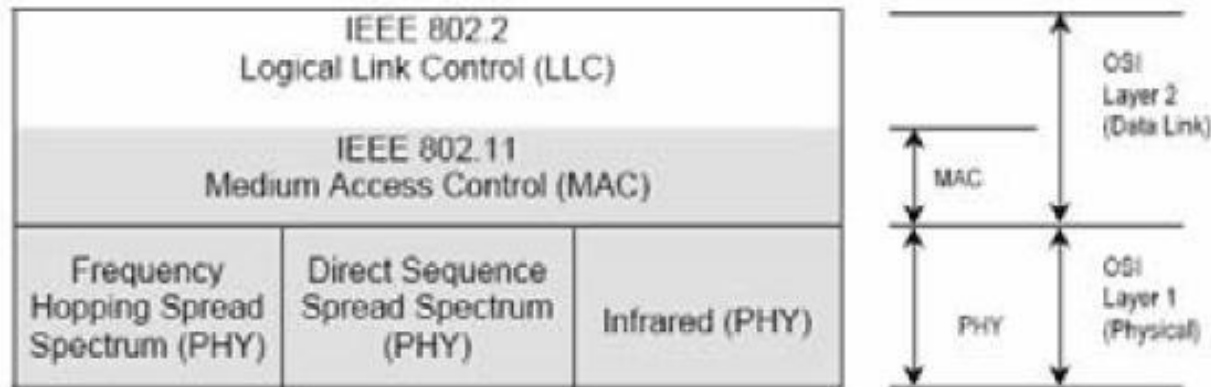 IEEE 802.2
Logical Link Control (LLC)
IEEE 802.11
Medium Access Control (MAC)
Frequency
Hopping Spread
Spectrum (PHY)
Direct Sequence
Spread Spectrum
(PHY)
Infrared (PHY)
OSI
Layer 2
(Data Link)
MAC
OSI
Layer 1
(Physical)
PHY